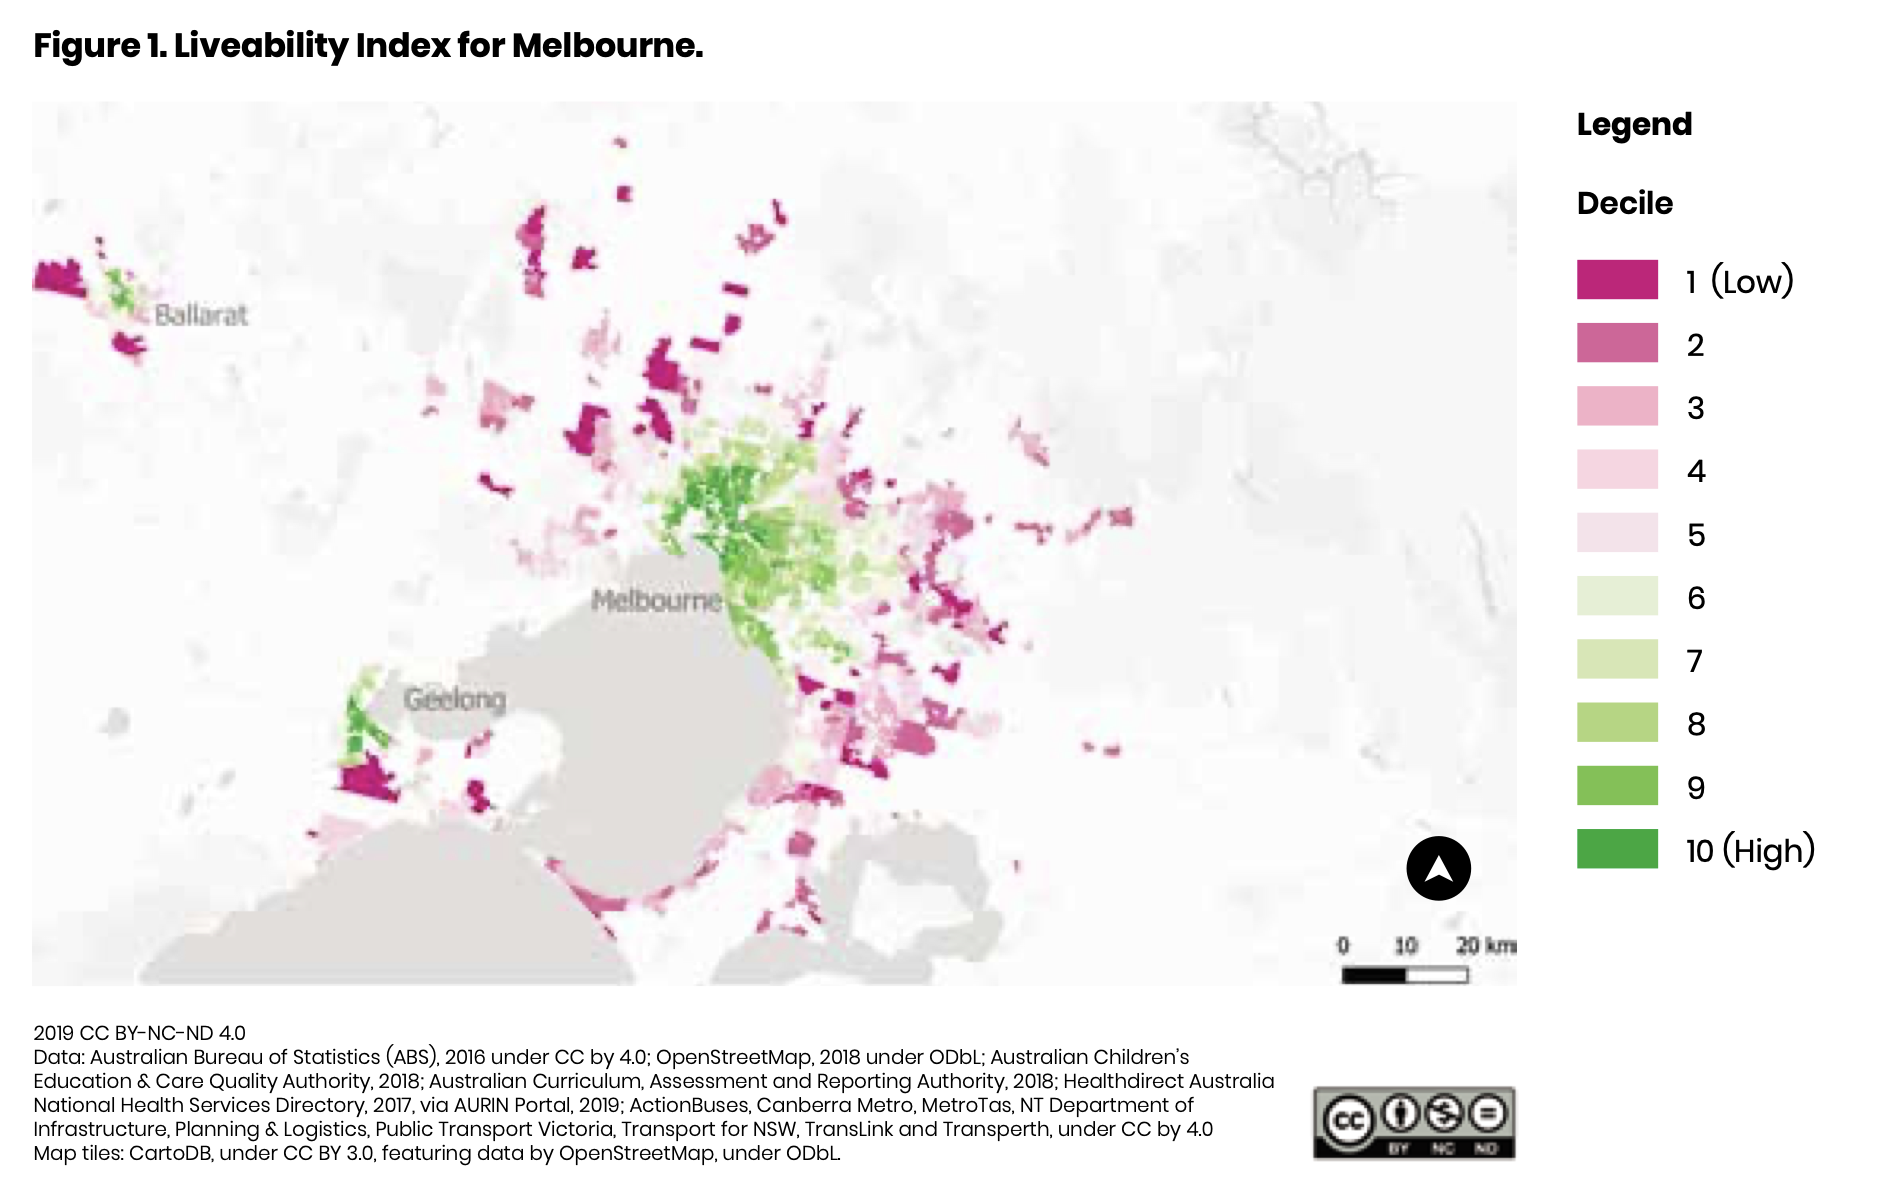 Figure 1. Liveability Index for Melbourne.
Legend
Decile
1 (Low)
2
3
4
5
6
7
8
9
10 (High)
Ballarat
Melbourne
Geelong
0 10 20 km
2019 CC BY-NC-ND 4.0
Data: Australian Bureau of Statistics (ABS), 2016 under CC by 4.0; OpenStreetMap, 2018 under ODbL; Australian Children's
Education & Care Quality Authority, 2018; Australian Curriculum, Assessment and Reporting Authority, 2018; Healthdirect Australia
National Health Services Directory, 2017, via AURIN Portal, 2019; ActionBuses, Canberra Metro, MetroTas, NT Department of
Infrastructure, Planning & Logistics, Public Transport Victoria, Transport for NSW, TransLink and Transperth, under CC by 4.0
Map tiles: CartoDB, under CC BY 3.0, featuring data by OpenStreetMap, under ODbL.
cc
BY NC ND